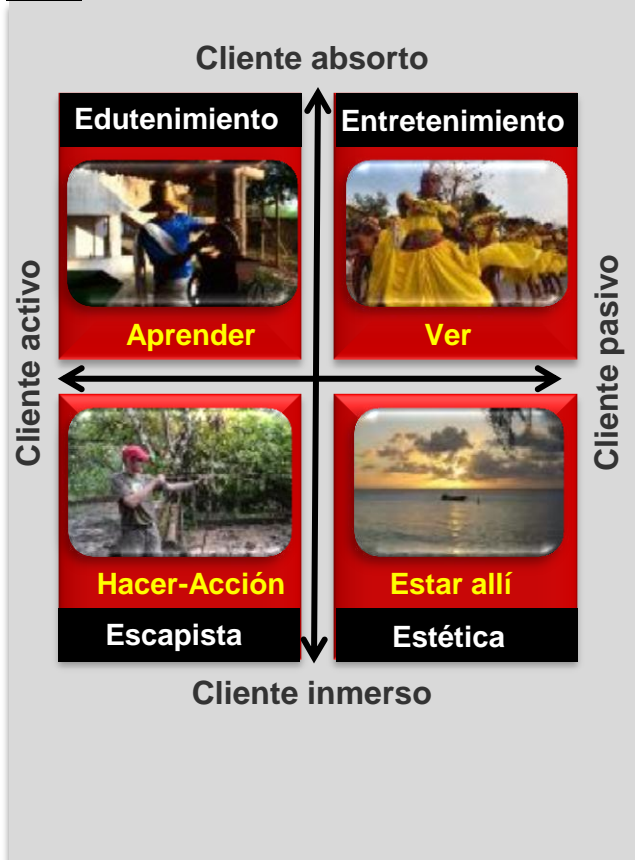 Cliente absorto
Edutenimiento
Entretenimiento
Aprender
Ver
Cliente activo
Cliente pasivo
Hacer-Acción
Estar allí
Escapista
Estética
Cliente inmerso